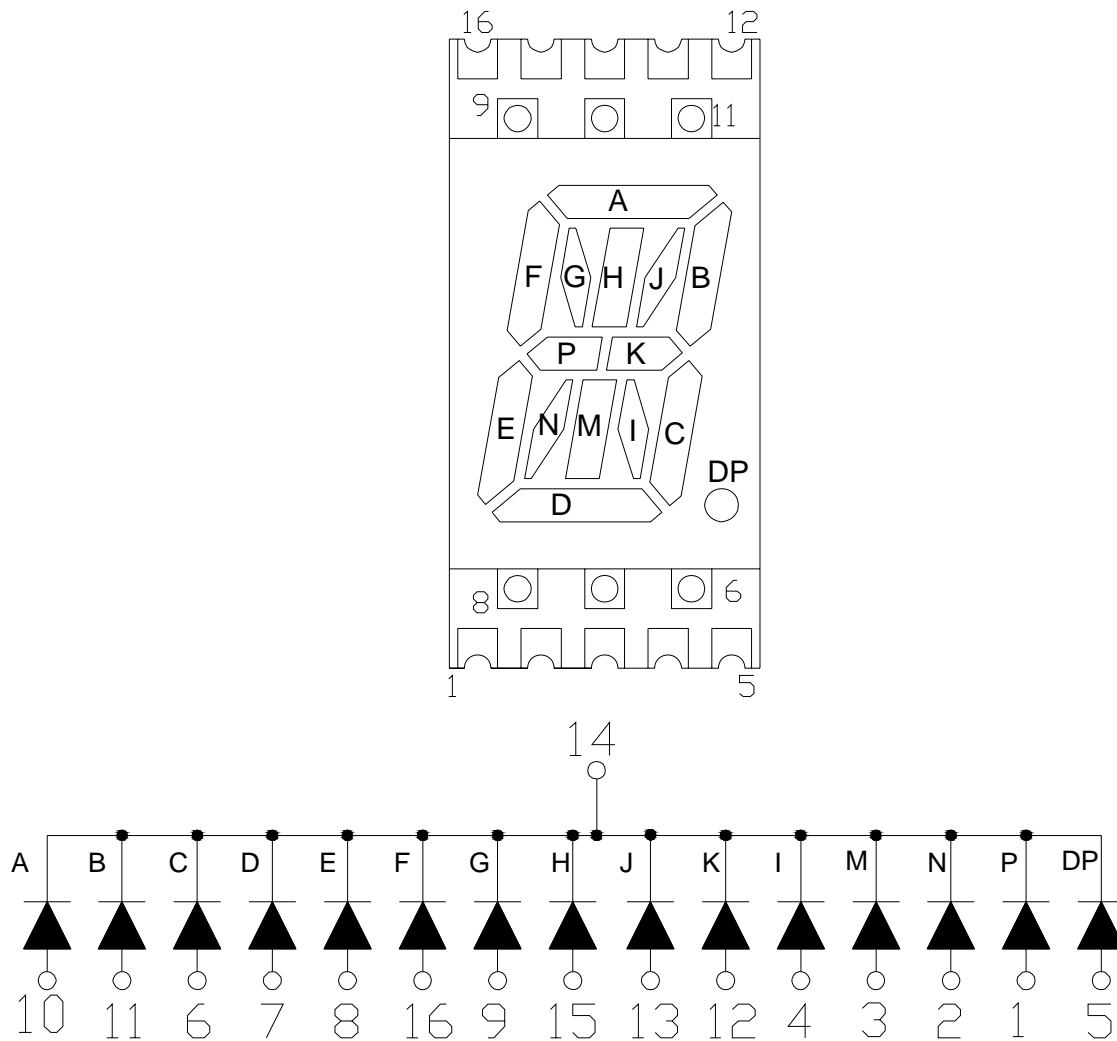 16 12
9 11
A
F G H J B
P K
E N M I C
DP
D
8 6
1 5
14
A B C D E F G H J K I M N P DP
10 11 6 7 8 16 9 15 13 12 4 3 2 1 5